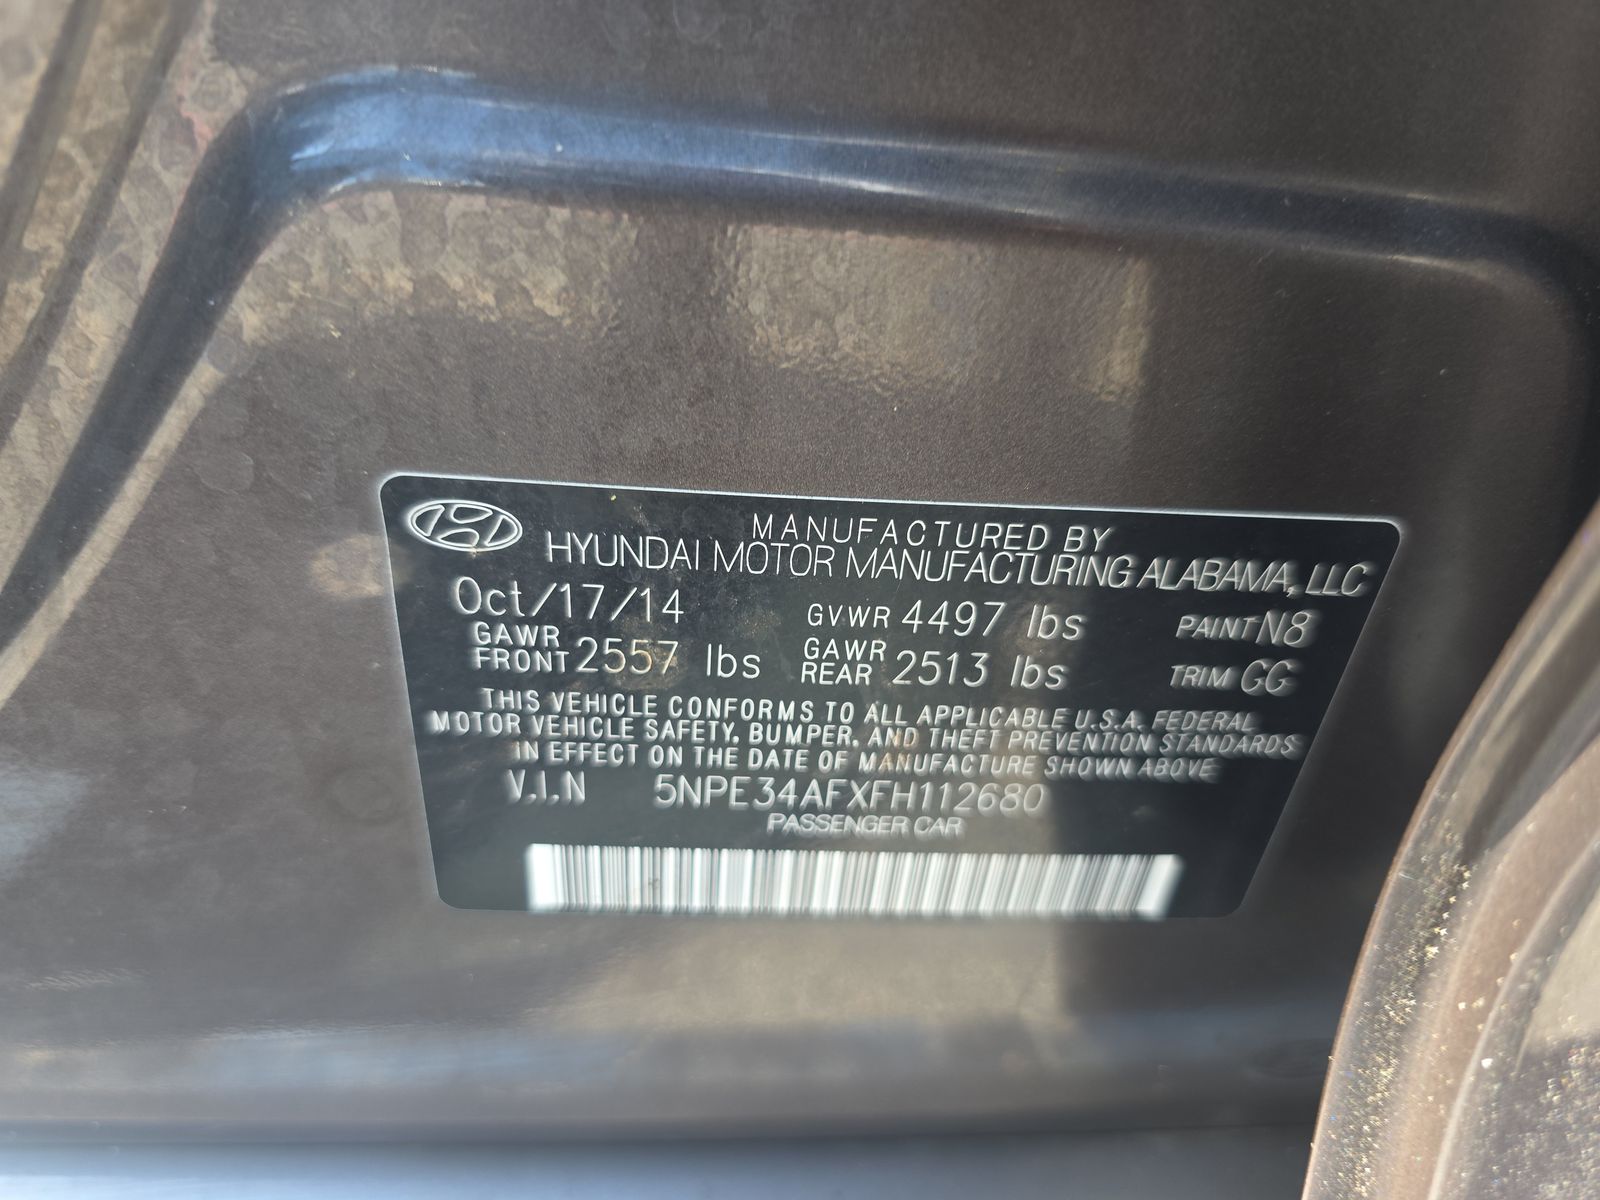 MANUFACTURED BY
HYUNDAI MOTOR MANUFACTURING ALABAMA, LLC
Oct/17/14 GVWR 4497 lbs PAINT N8
GAWR FRONT 2557 lbs GAWR REAR 2513 lbs TRIM GG
THIS VEHICLE CONFORMS TO ALL APPLICABLE U.S.A. FEDERAL
MOTOR VEHICLE SAFETY, BUMPER, AND THEFT PREVENTION STANDARDS
IN EFFECT ON THE DATE OF MANUFACTURE SHOWN ABOVE
V.I.N 5NPE34AFXFH112680
PASSENGER CAR